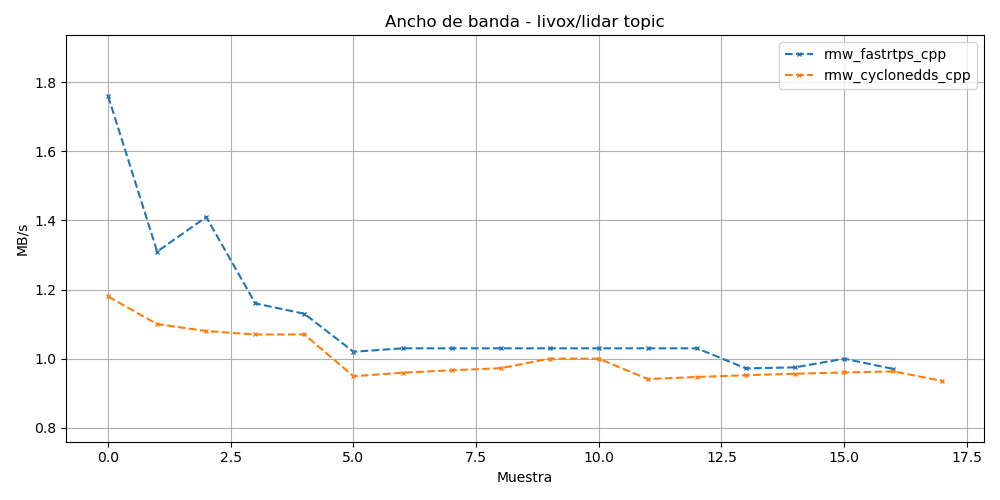 Ancho de banda - livox/lidar topic
rmw_fastrtps_cpp
rmw_cyclonedds_cpp
MB/s
1.8
1.6
1.4
1.2
1.0
0.8
0.0 2.5 5.0 7.5 10.0 12.5 15.0 17.5
Muestra